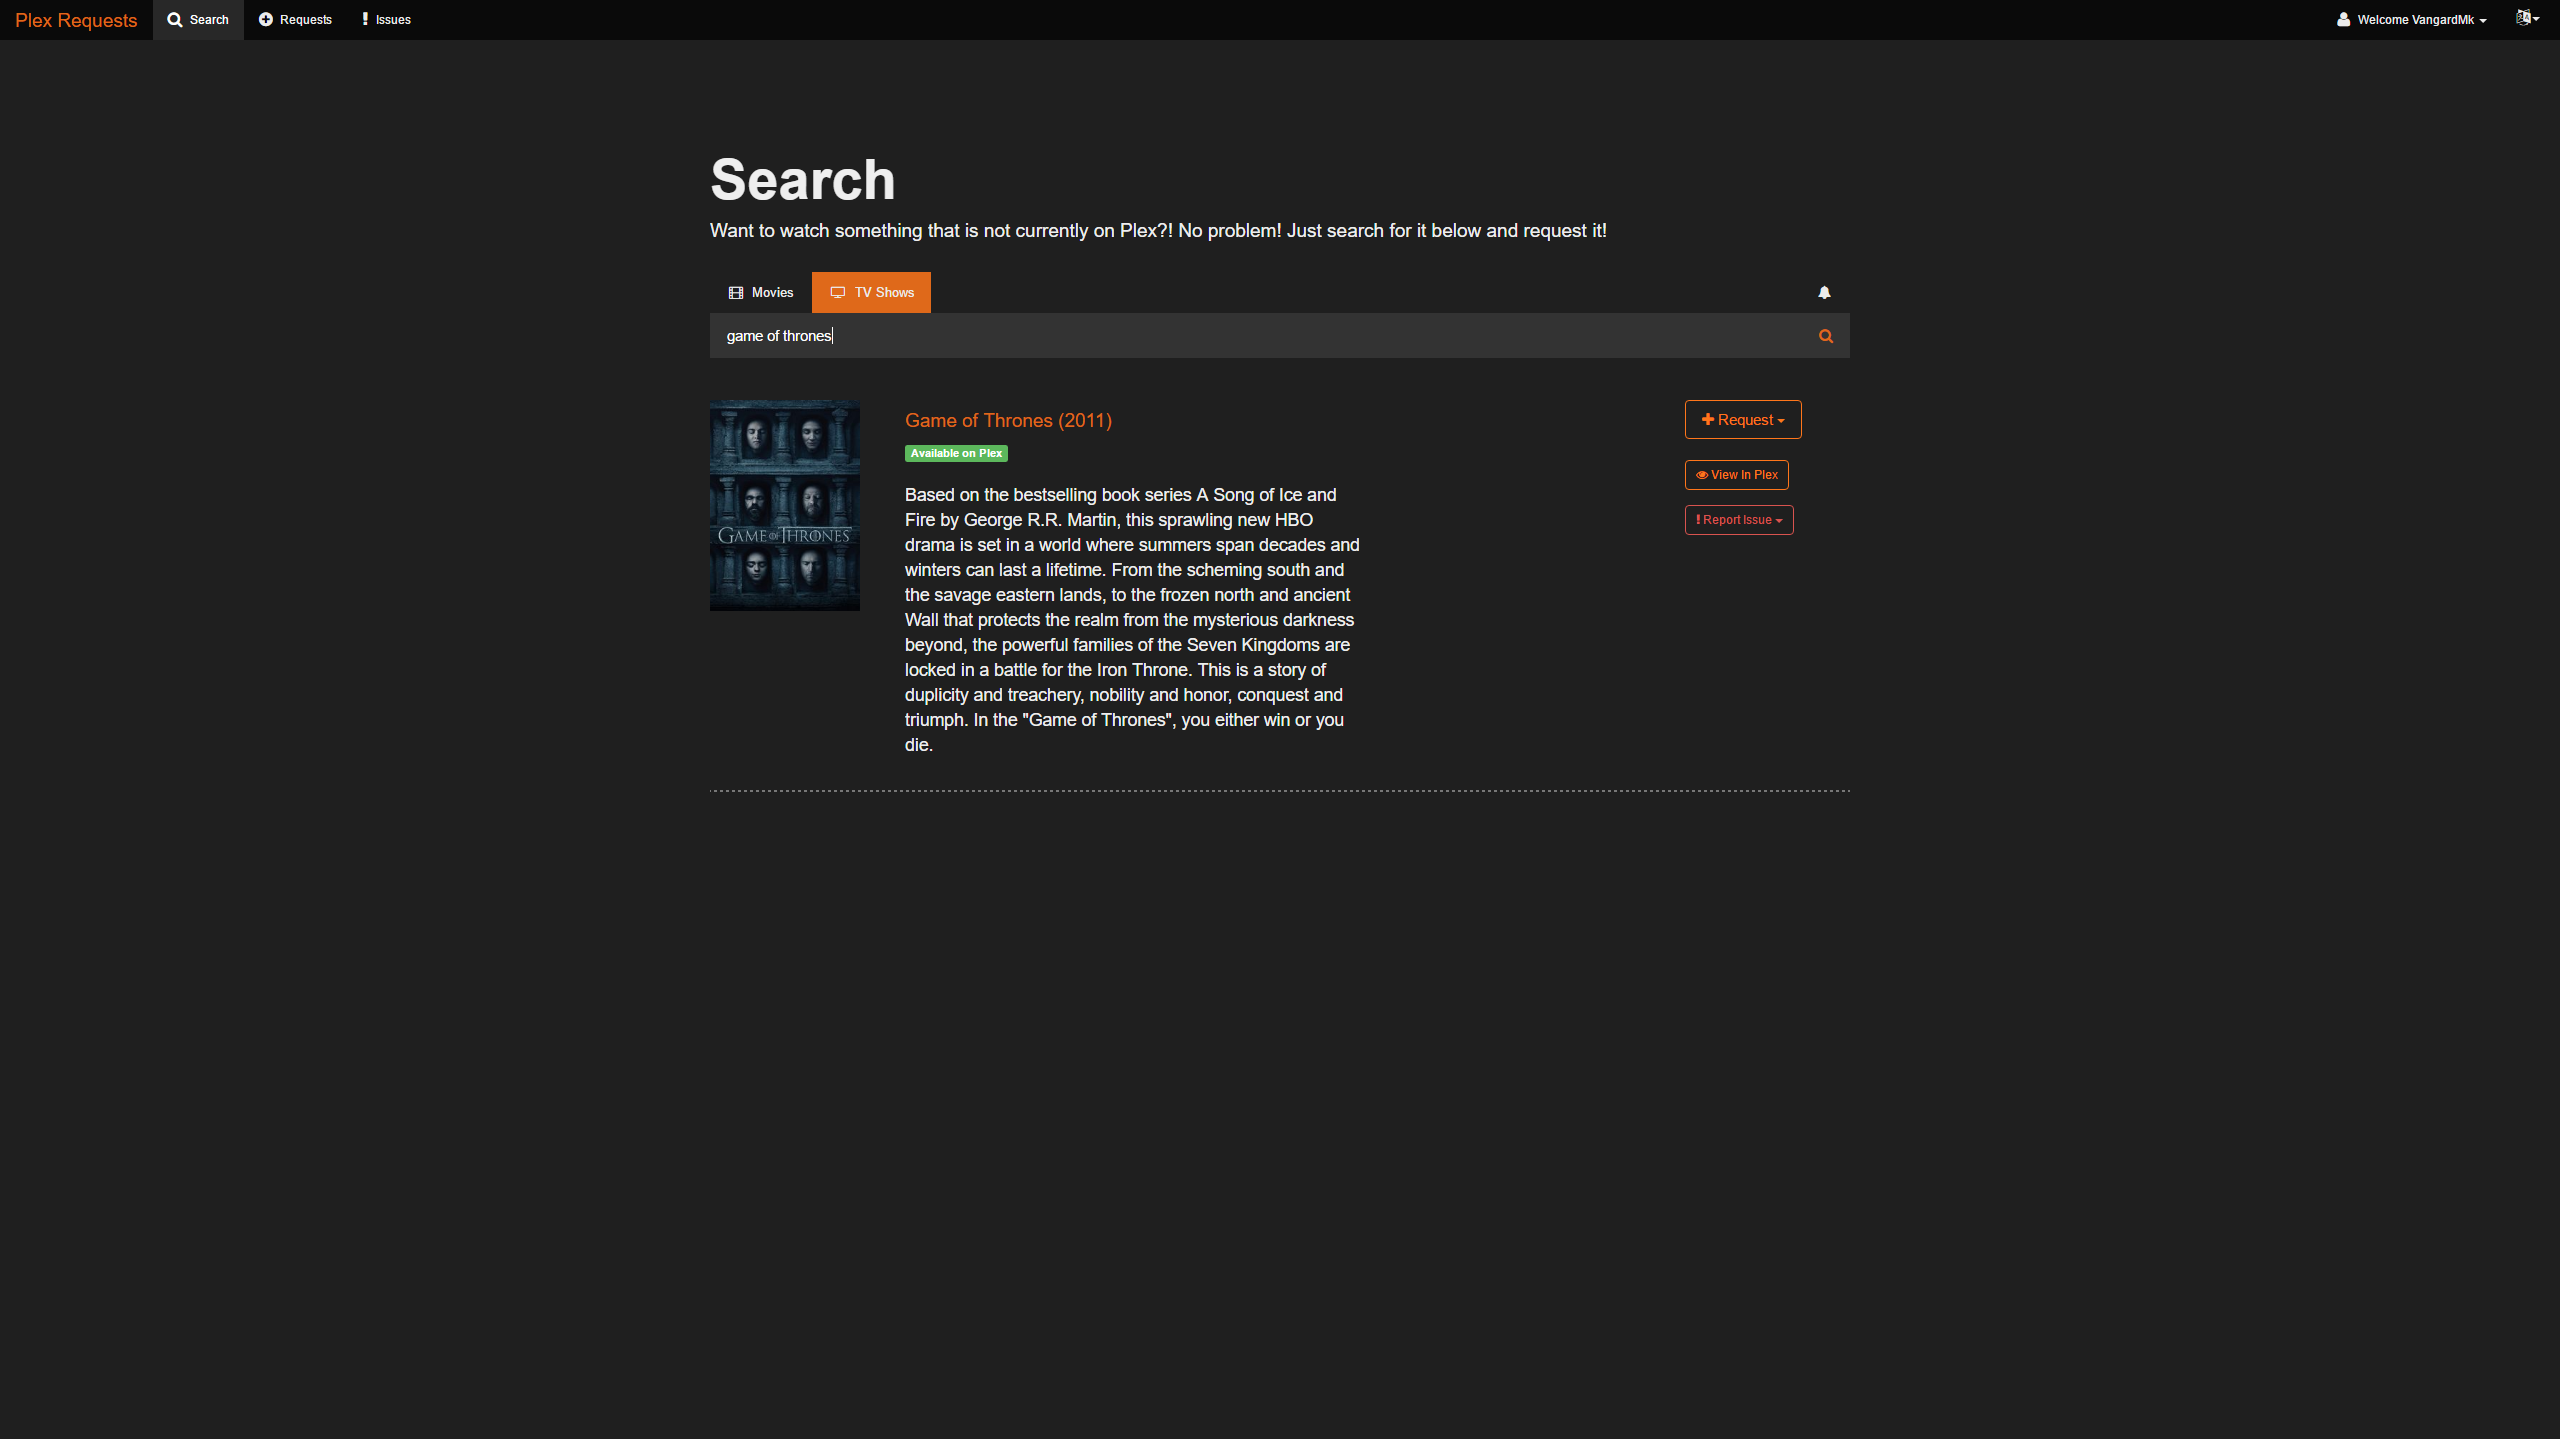 Plex Requests
Search
Requests
Issues
Welcome VangardMk
Search
Want to watch something that is not currently on Plex?! No problem! Just search for it below and request it!
Movies
TV Shows
game of thrones
GAME OF THRONES
Game of Thrones (2011)
Available on Plex
Based on the bestselling book series A Song of Ice and
Fire by George R.R. Martin, this sprawling new HBO
drama is set in a world where summers span decades and
winters can last a lifetime. From the scheming south and
the savage eastern lands, to the frozen north and ancient
Wall that protects the realm from the mysterious darkness
beyond, the powerful families of the Seven Kingdoms are
locked in a battle for the Iron Throne. This is a story of
duplicity and treachery, nobility and honor, conquest and
triumph. In the "Game of Thrones", you either win or you
die.
Request
View In Plex
Report Issue